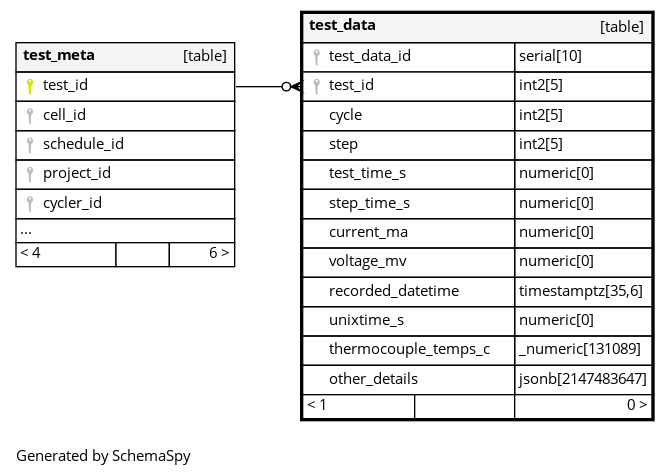 test_meta [table]
test_id
cell_id
schedule_id
project_id
cycler_id
...
< 4 6 >
test_data [table]
test_data_id serial[10]
test_id int2[5]
cycle int2[5]
step int2[5]
test_time_s numeric[0]
step_time_s numeric[0]
current_ma numeric[0]
voltage_mv numeric[0]
recorded_datetime timestamptz[35,6]
unixtime_s numeric[0]
thermocouple_temps_c _numeric[131089]
other_details jsonb[2147483647]
< 1 0 >
Generated by SchemaSpy